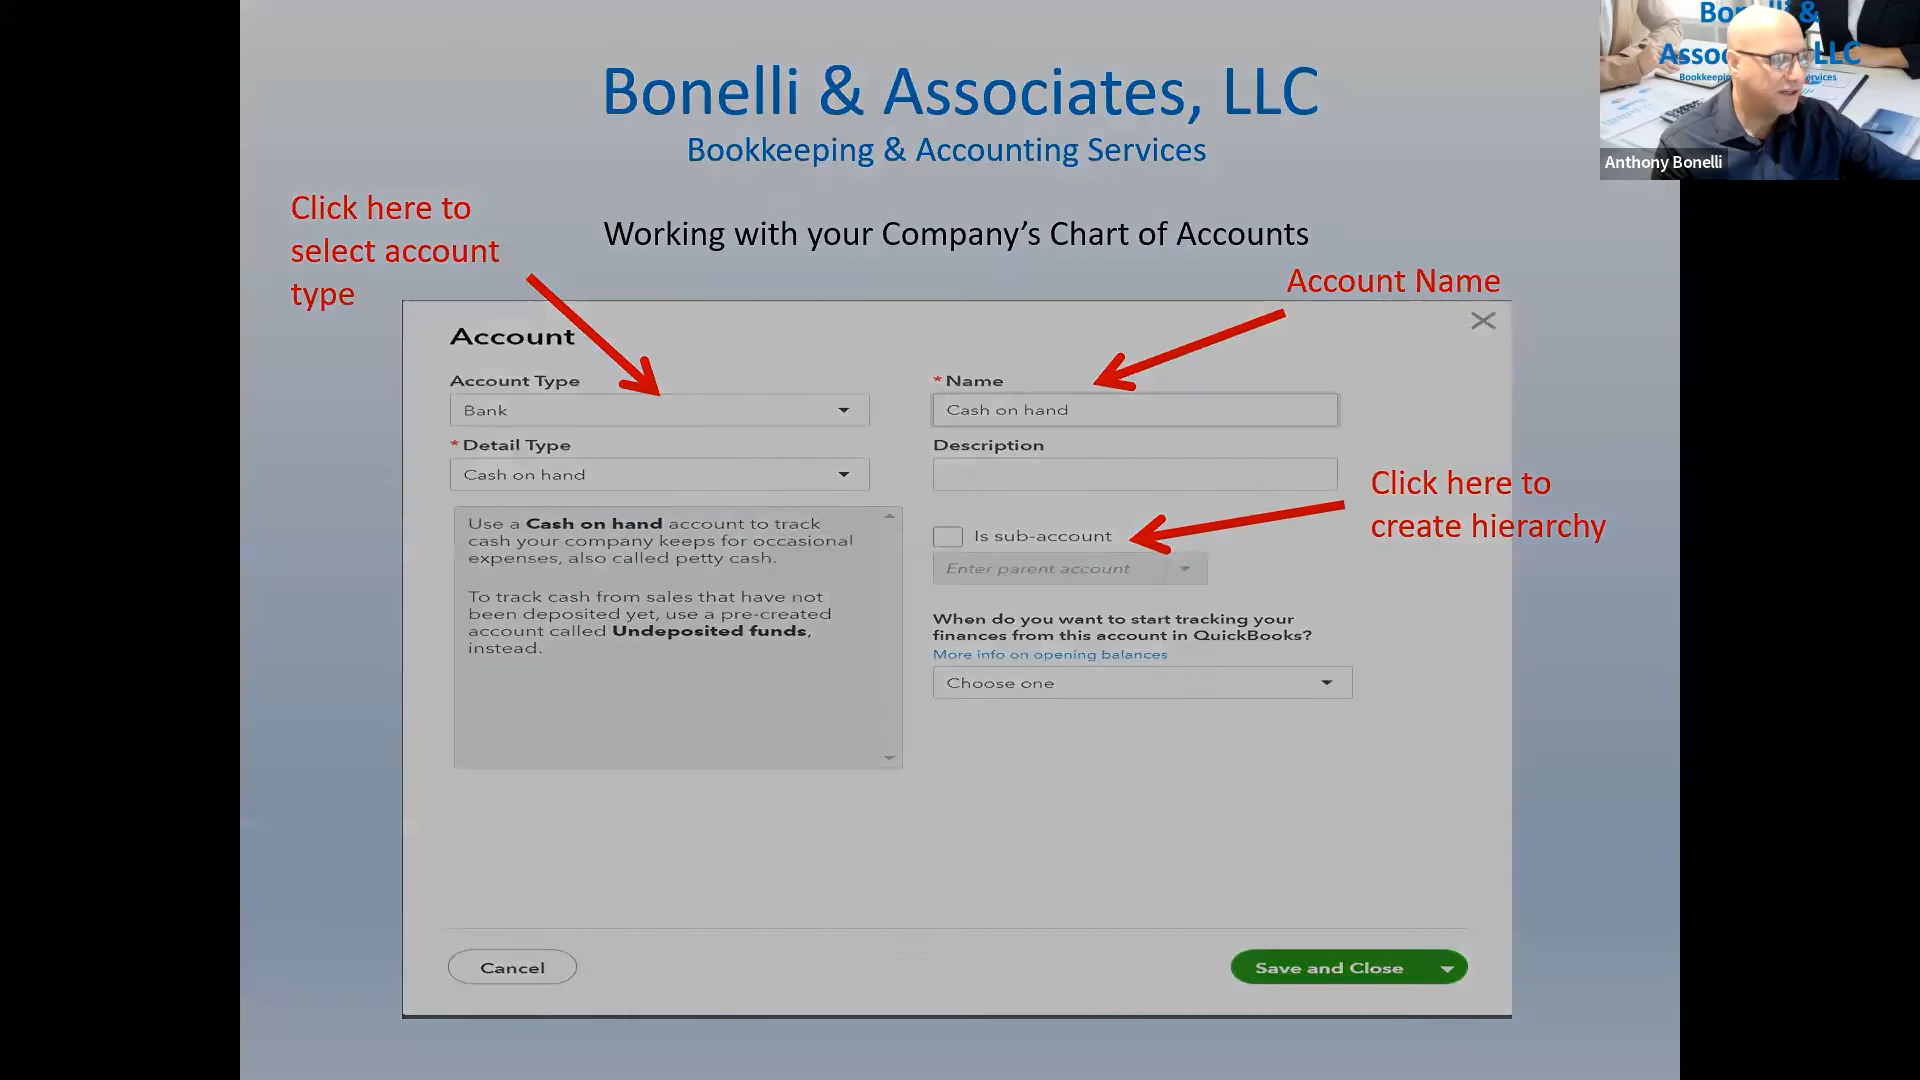 Bonelli & Associates, LLC
Bookkeeping & Accounting Services
Bo
&
Asso
LLC
Bookkeepin
ervices
Anthony Bonelli
Click here to
select account
type
Working with your Company’s Chart of Accounts
Account Name
Account
Account Type
* Name
Bank
Cash on hand
* Detail Type
Description
Cash on hand
Click here to
create hierarchy
Use a Cash on hand account to track
cash your company keeps for occasional
expenses, also called petty cash.
To track cash from sales that have not
been deposited yet, use a pre-created
account called Undeposited funds,
instead.
Is sub-account
Enter parent account
When do you want to start tracking your
finances from this account in QuickBooks?
More info on opening balances
Choose one
Cancel
Save and Close